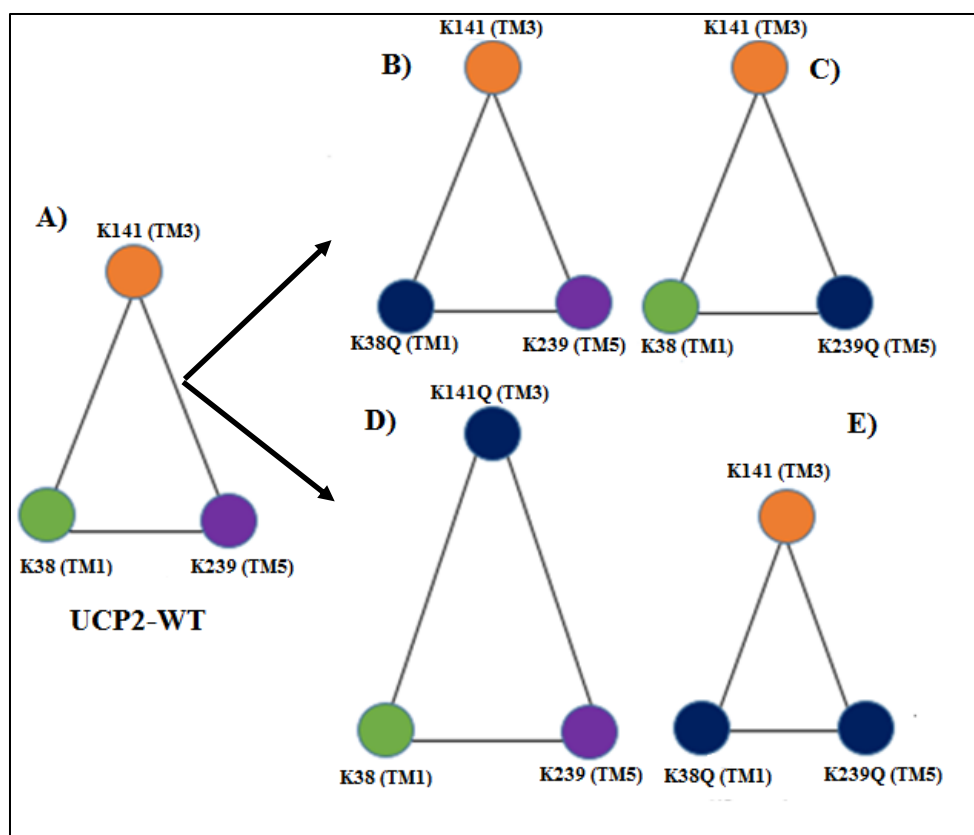 A)
K141 (TM3)
K38 (TM1)
K239 (TM5)
UCP2-WT
B)
K141 (TM3)
K38Q (TM1)
K239 (TM5)
C)
K141 (TM3)
K38 (TM1)
K239Q (TM5)
D)
K141Q (TM3)
K38 (TM1)
K239 (TM5)
E)
K141 (TM3)
K38Q (TM1)
K239Q (TM5)